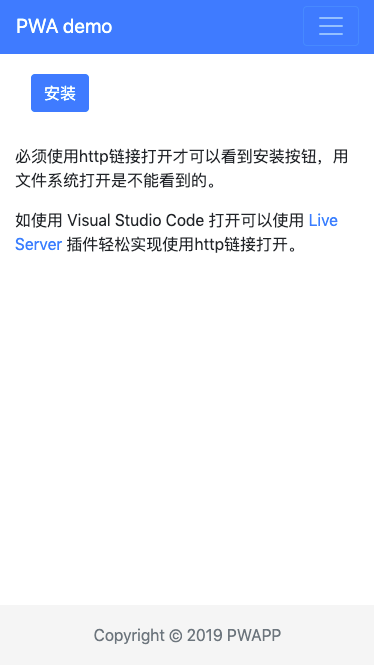 PWA demo
安装
必须使用http链接打开才可以看到安装按钮，用
文件系统打开是不能看到的。
如使用 Visual Studio Code 打开可以使用 Live
Server 插件轻松实现使用http链接打开。
Copyright © 2019 PWAPP